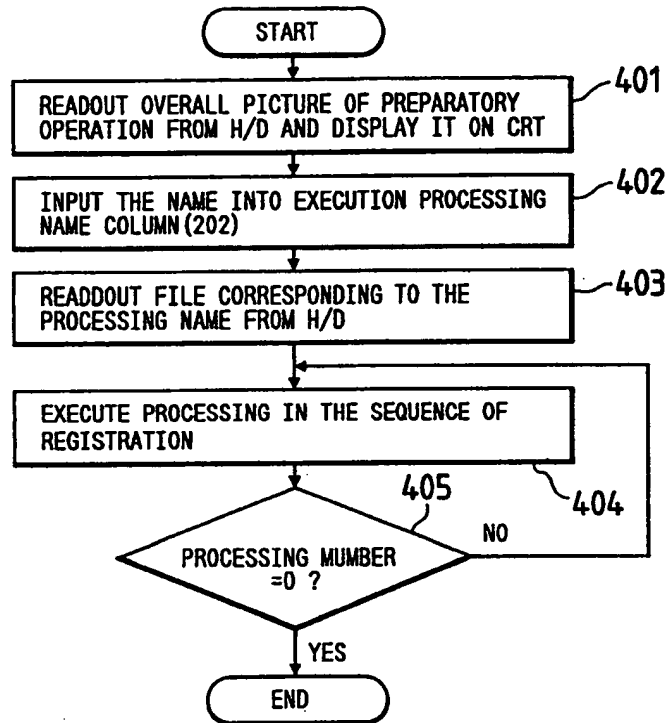 START
READOUT OVERALL PICTURE OF PREPARATORY
OPERATION FROM H/D AND DISPLAY IT ON CRT
401
INPUT THE NAME INTO EXECUTION PROCESSING
NAME COLUMN(202)
402
READDOUT FILE CORRESPONDING TO THE
PROCESSING NAME FROM H/D
403
EXECUTE PROCESSING IN THE SEQUENCE OF
REGISTRATION
404
405
PROCESSING MUMBER
=0 ?
NO
YES
END